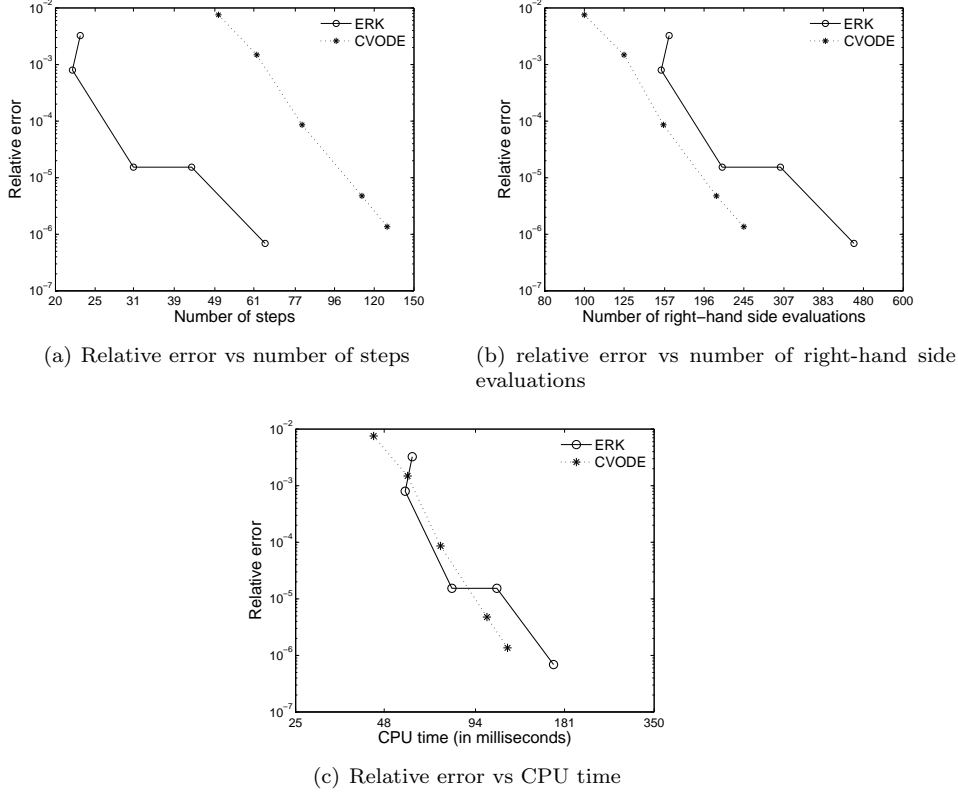 10−2
10−3
10−4
10−5
10−6
10−7
Relative error
ERK
CVODE
20 25 31 39 49 61 77 96 120 150
Number of steps
(a) Relative error vs number of steps
10−2
10−3
10−4
10−5
10−6
10−7
Relative error
ERK
CVODE
80 100 125 157 196 245 307 383 480 600
Number of right−hand side evaluations
(b) relative error vs number of right-hand side
evaluations
10−2
10−3
10−4
10−5
10−6
10−7
Relative error
ERK
CVODE
25 48 94 181 350
CPU time (in milliseconds)
(c) Relative error vs CPU time